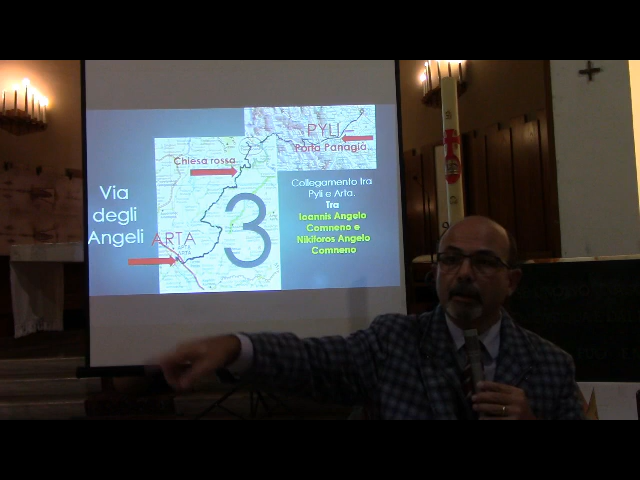 PYLI
Porta Panagia
Chiesa rossa
Via
degli
Angeli
ARTA
3
Collegamento tra
Pyli e Arta.
Tra
Ioannis Angelo
Comneno e
Nikiforos Angelo
Comneno